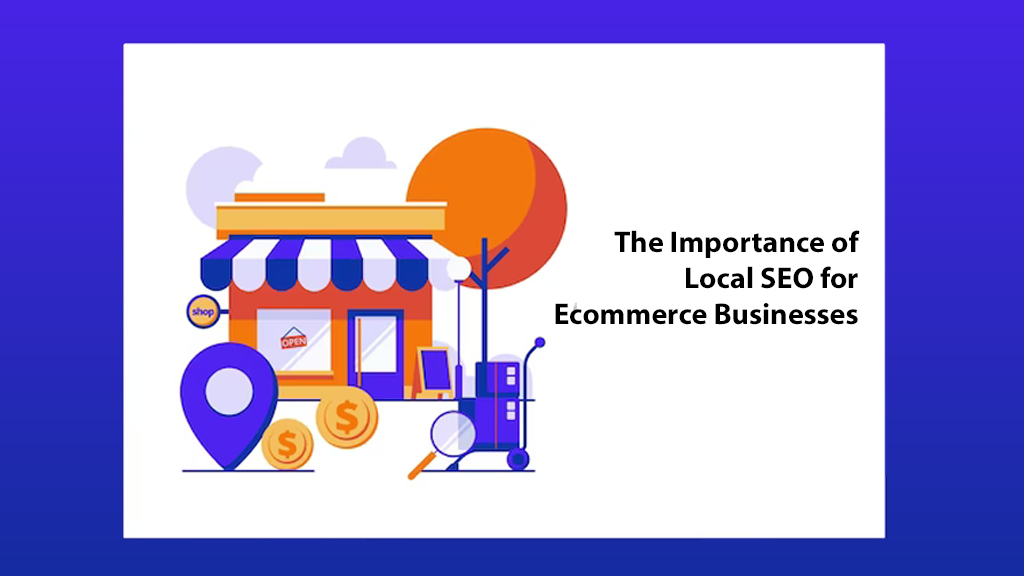 The Importance of
Local SEO for
Ecommerce Businesses
shop
OPEN
$
$